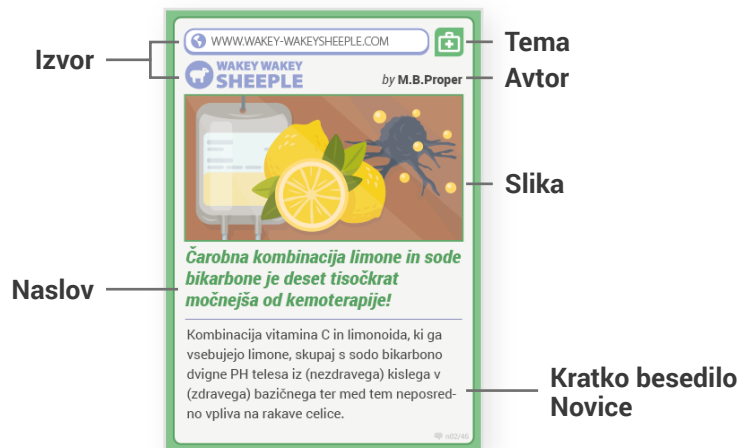 Izvor
WWW.WAKEY-WAKEYSHEEPLE.COM
Tema
WAKEY WAKEY
SHEEPLE
by M.B.Proper
Avtor
Slika
Naslov
Čarobna kombinacija limone in sode
bikarbone je deset tisočkrat
močnejša od kemoterapije!
Kombinacija vitamina C in limonoida, ki ga
vsebujejo limone, skupaj s sodo bikarbono
dvigne PH telesa iz (nezdravega) kislega v
(zdravega) bazičnega ter med tem neposred-
no vpliva na rakave celice.
Kratko besedilo
Novice
n02/45